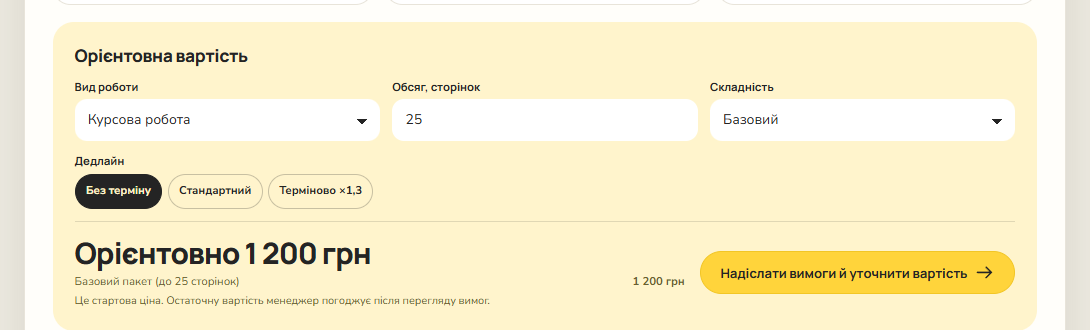 Орієнтовна вартість
Вид роботи
Обсяг, сторінок
Складність
Курсова робота
25
Базовий
Дедлайн
Без терміну
Стандартний
Терміново ×1,3
Орієнтовно 1 200 грн
Базовий пакет (до 25 сторінок)
1 200 грн
Надіслати вимоги й уточнити вартість →
Це стартова ціна. Остаточну вартість менеджер погоджує після перегляду вимог.